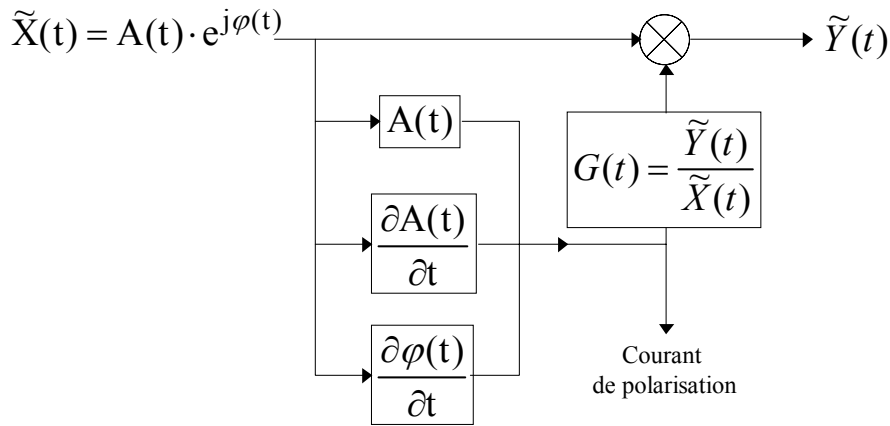 X̃(t) = A(t) · e^{jφ(t)}
Ỹ(t)
A(t)
G(t) = Ỹ(t) / X̃(t)
∂A(t) / ∂t
∂φ(t) / ∂t
Courant
de polarisation